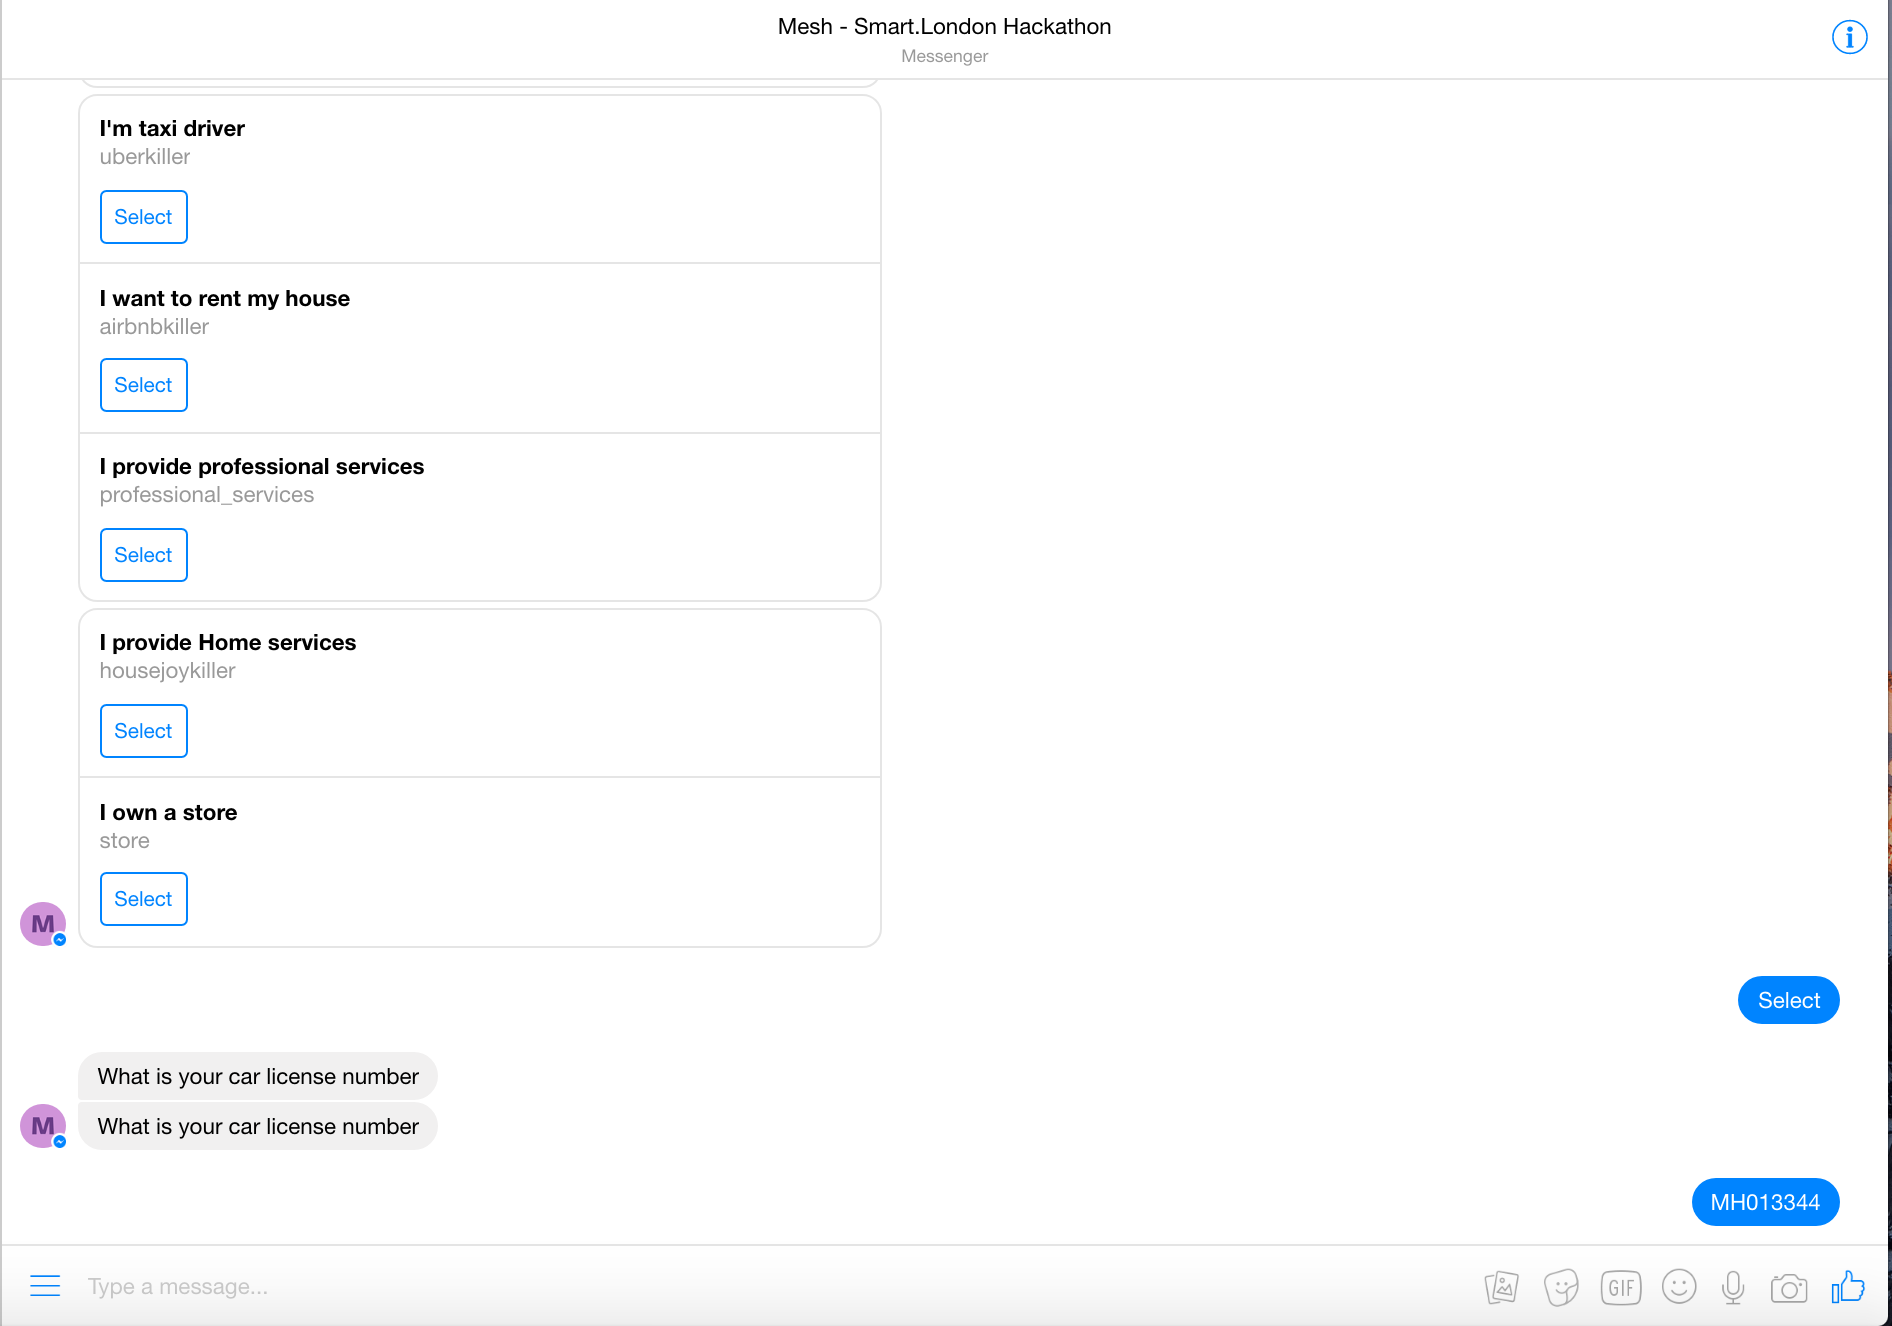 Mesh - Smart.London Hackathon
Messenger
I'm taxi driver
uberkiller
Select
I want to rent my house
airbnbkiller
Select
I provide professional services
professional_services
Select
I provide Home services
housejoykiller
Select
I own a store
store
Select
M
Select
What is your car license number
What is your car license number
M
MH013344
Type a message...
GIF